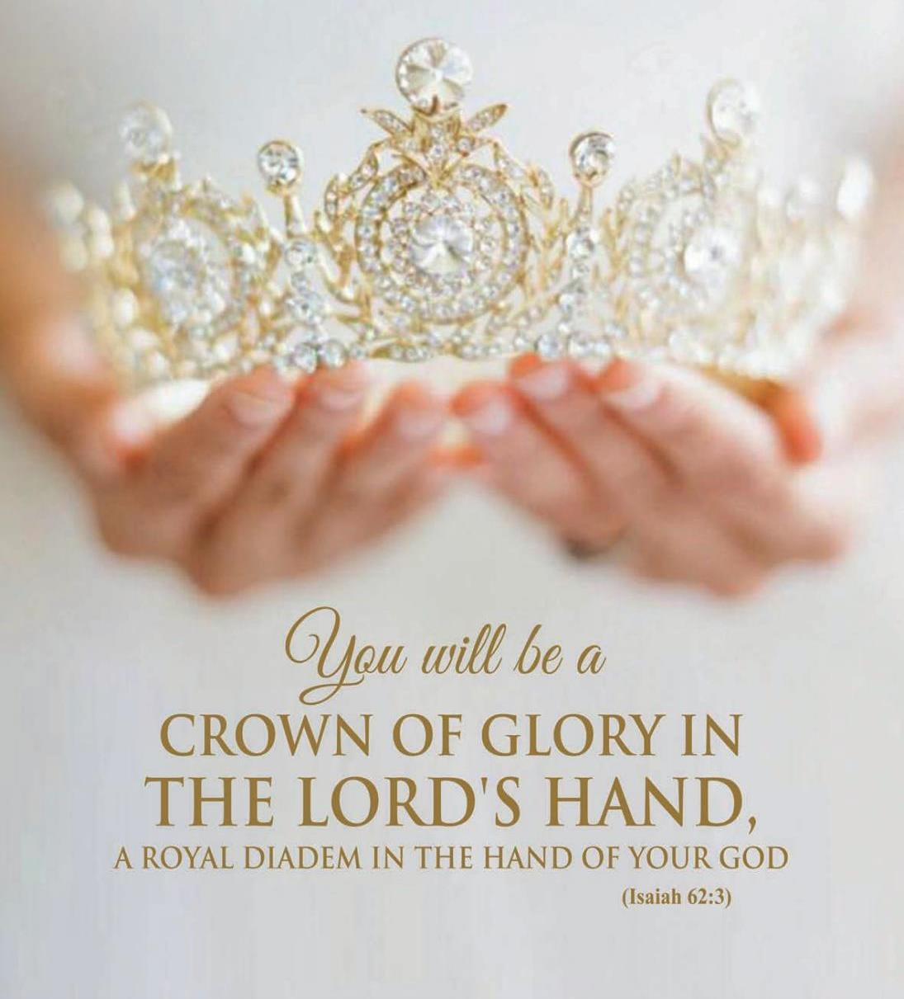 You will be a
CROWN OF GLORY IN
THE LORD'S HAND,
A ROYAL DIADEM IN THE HAND OF YOUR GOD
(Isaiah 62:3)